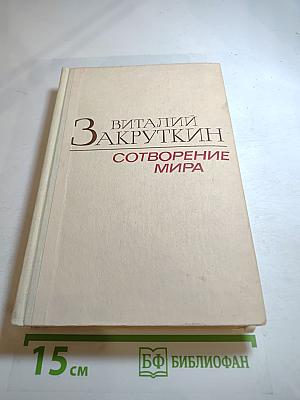 ВИТАЛИЙ
ЗАКРУТКИН
СОТВОРЕНИЕ
МИРА
15 см
БФ БИБЛИОФАН